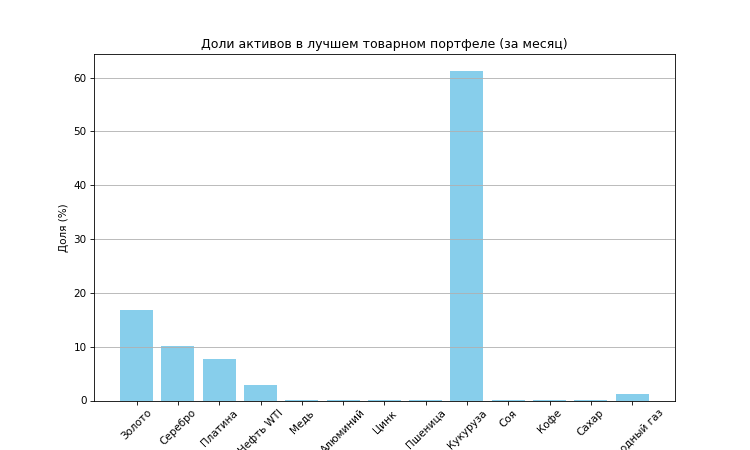 Доли активов в лучшем товарном портфеле (за месяц)
Доля (%)
60
50
40
30
20
10
0
Золото
Серебро
Платина
Нефть WTI
Медь
Алюминий
Цинк
Пшеница
Кукуруза
Соя
Кофе
Сахар
газ